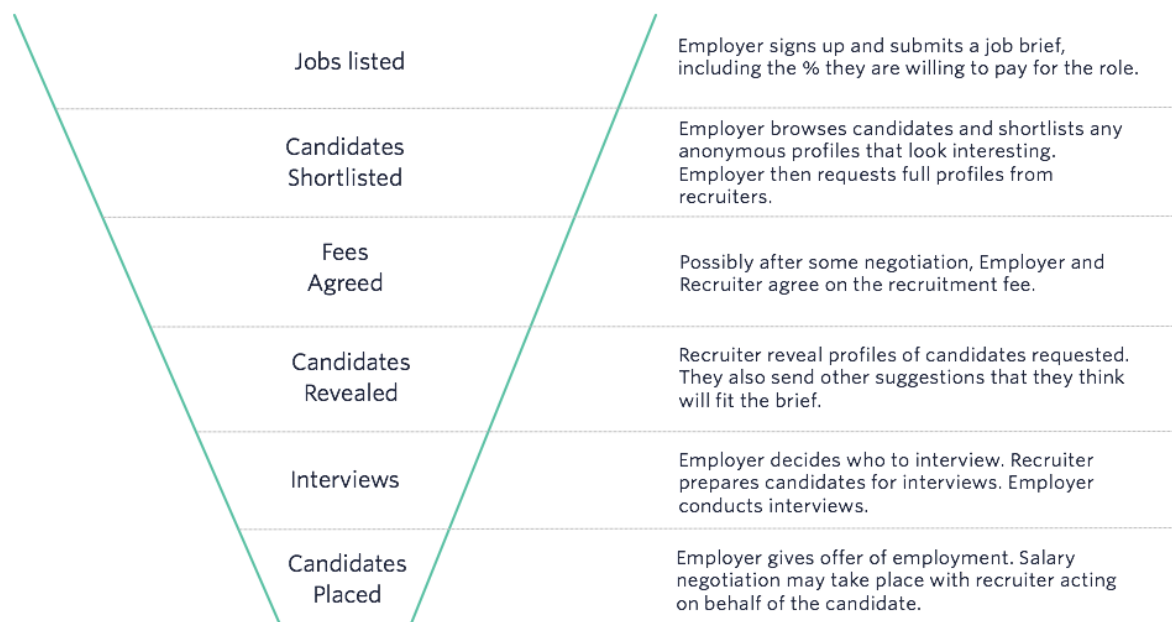 Jobs listed
Employer signs up and submits a job brief,
including the % they are willing to pay for the role.
Candidates
Shortlisted
Employer browses candidates and shortlists any
anonymous profiles that look interesting.
Employer then requests full profiles from
recruiters.
Fees
Agreed
Possibly after some negotiation, Employer and
Recruiter agree on the recruitment fee.
Candidates
Revealed
Recruiter reveal profiles of candidates requested.
They also send other suggestions that they think
will fit the brief.
Interviews
Employer decides who to interview. Recruiter
prepares candidates for interviews. Employer
conducts interviews.
Candidates
Placed
Employer gives offer of employment. Salary
negotiation may take place with recruiter acting
on behalf of the candidate.